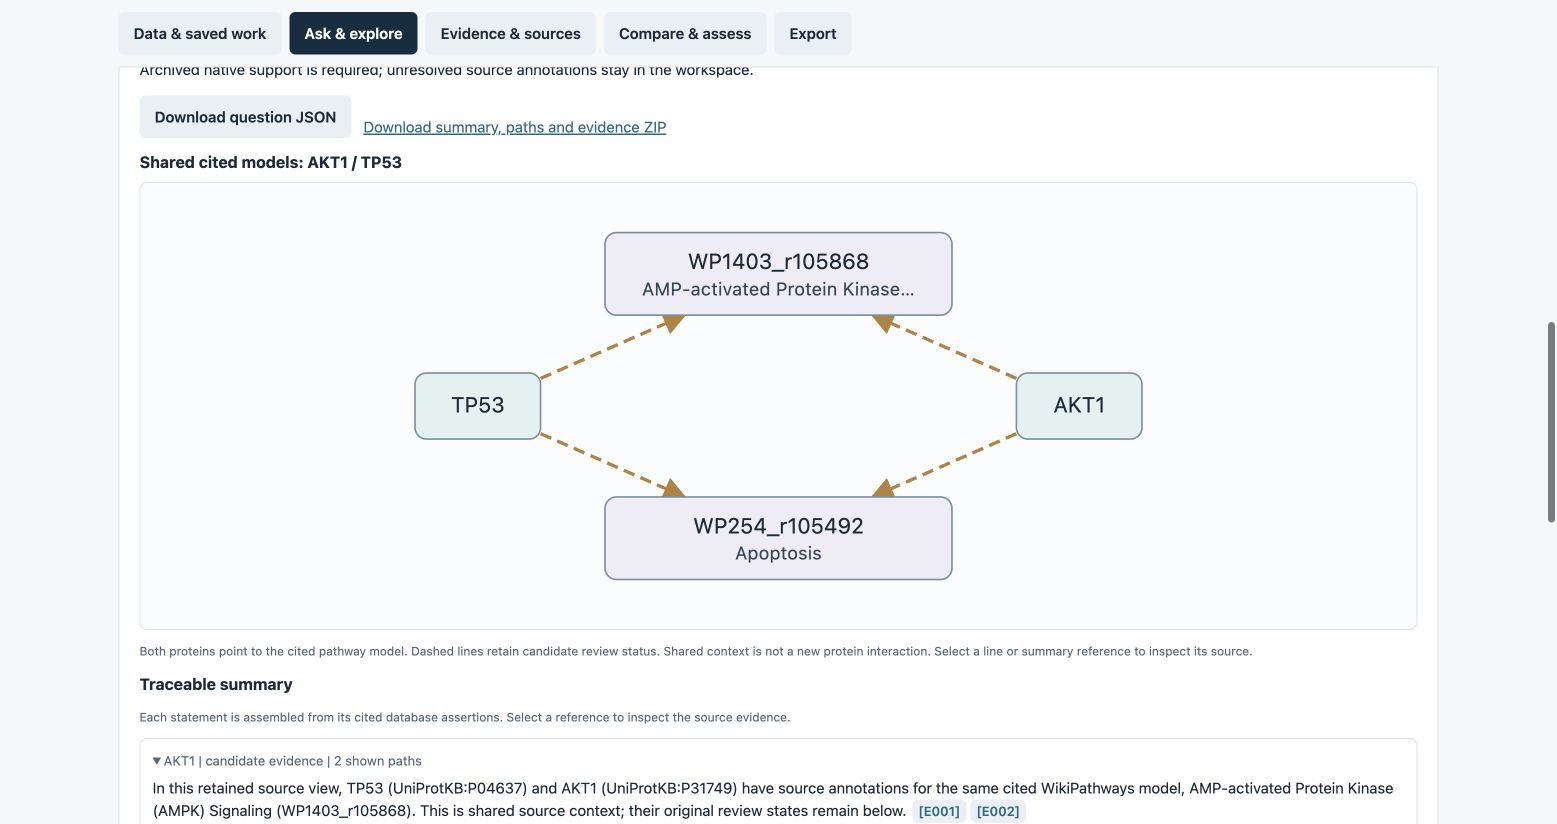 Data & saved work
Ask & explore
Evidence & sources
Compare & assess
Export
Archived native support is required; unresolved source annotations stay in the workspace.
Download question JSON
Download summary, paths and evidence ZIP
Shared cited models: AKT1 / TP53
WP1403_r105868
AMP-activated Protein Kinase...
TP53
AKT1
WP254_r105492
Apoptosis
Both proteins point to the cited pathway model. Dashed lines retain candidate review status. Shared context is not a new protein interaction. Select a line or summary reference to inspect its source.
Traceable summary
Each statement is assembled from its cited database assertions. Select a reference to inspect the source evidence.
▼ AKT1 | candidate evidence | 2 shown paths
In this retained source view, TP53 (UniProtKB:P04637) and AKT1 (UniProtKB:P31749) have source annotations for the same cited WikiPathways model, AMP-activated Protein Kinase
(AMPK) Signaling (WP1403_r105868). This is shared source context; their original review states remain below. [E001] [E002]